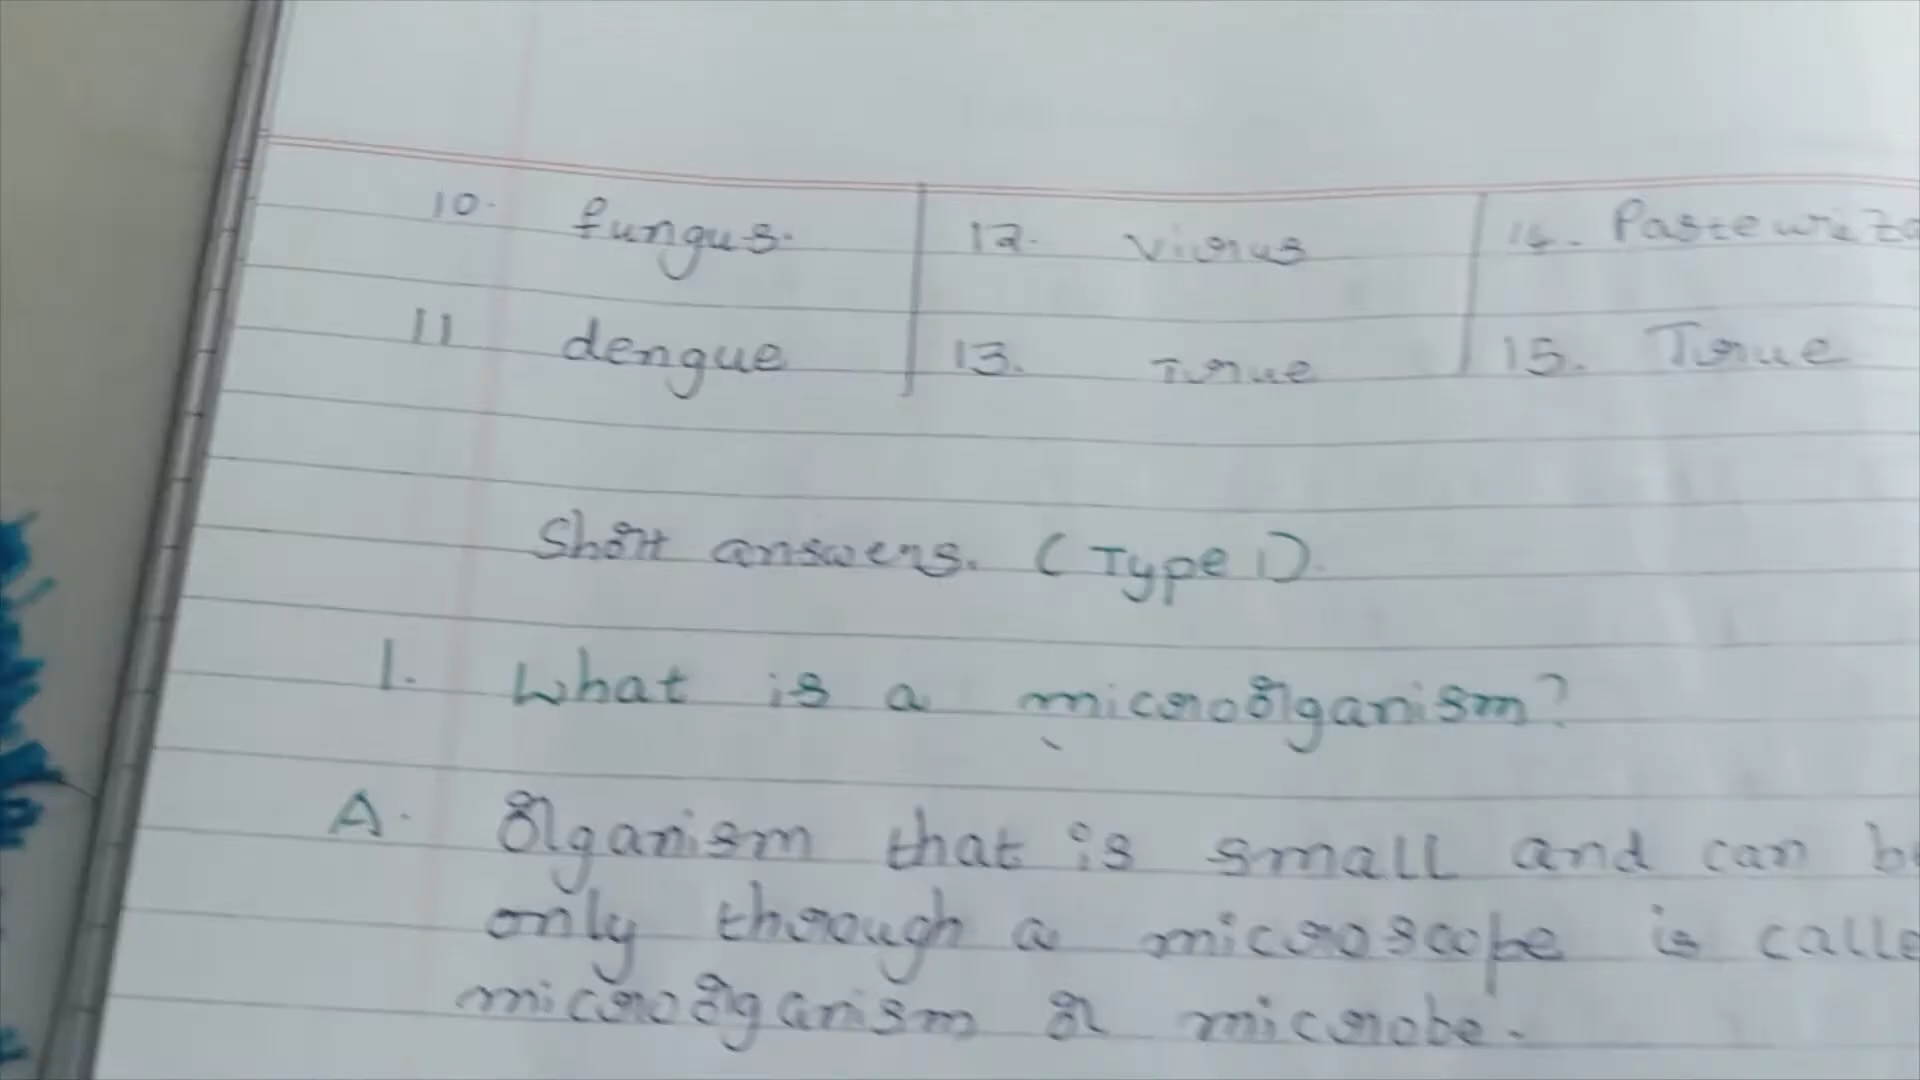 10. fungus. 12. Virus 14. Pasteuriza
11 dengue 13. True 15. True
Short answers. (Type 1).
1. What is a microorganism?
A. Organism that is small and can be
only through a microscope is calle
microorganism or microbe.